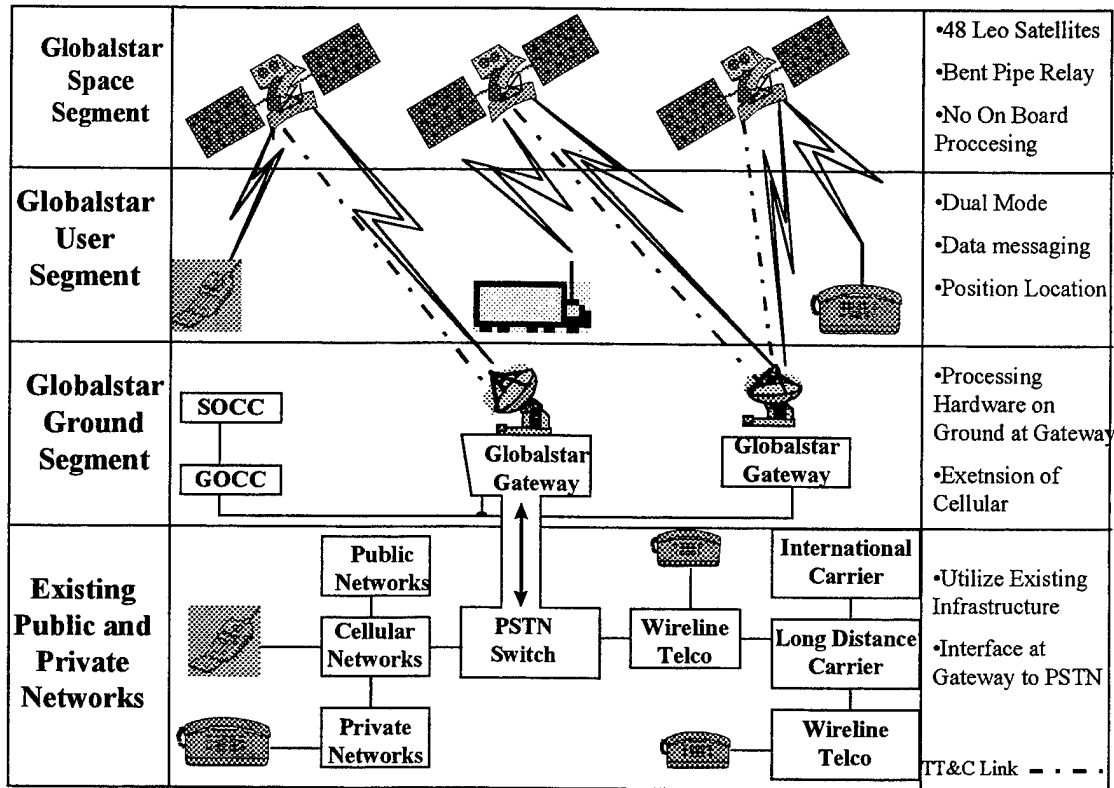 Globalstar
Space
Segment
•48 Leo Satellites
•Bent Pipe Relay
•No On Board
Proccesing
Globalstar
User
Segment
•Dual Mode
•Data messaging
•Position Location
Globalstar
Ground
Segment
SOCC
GOCC
Globalstar
Gateway
Globalstar
Gateway
•Processing
Hardware on
Ground at Gateway
•Exetnsion of
Cellular
Existing
Public and
Private
Networks
Public
Networks
Cellular
Networks
Private
Networks
PSTN
Switch
Wireline
Telco
International
Carrier
Long Distance
Carrier
Wireline
Telco
•Utilize Existing
Infrastructure
•Interface at
Gateway to PSTN
TT&C Link